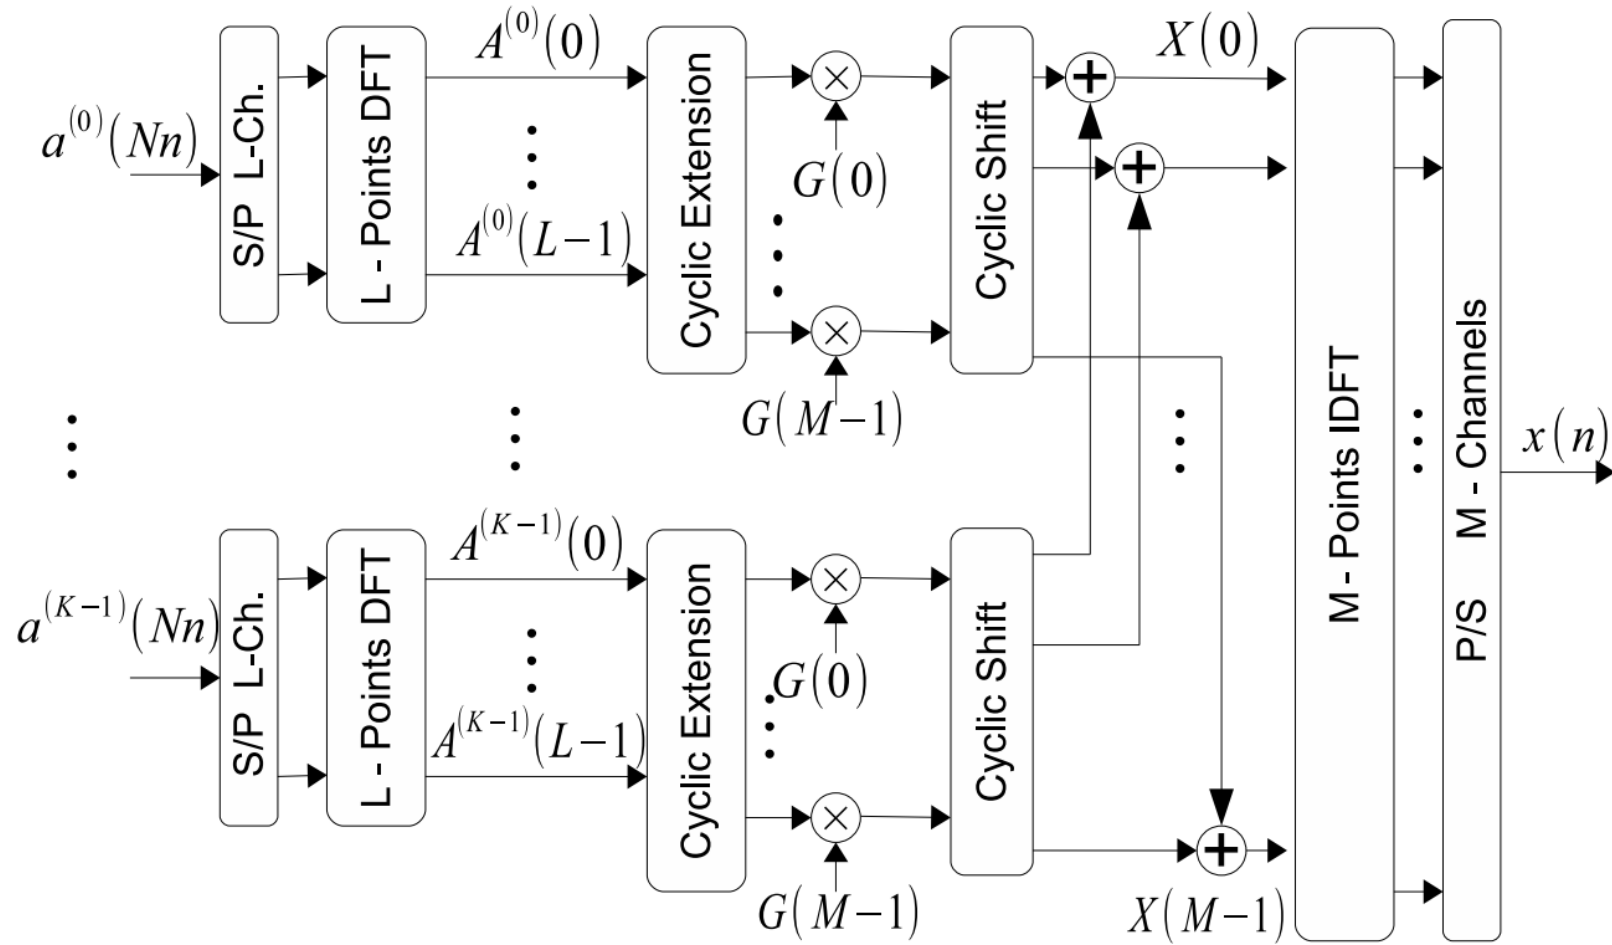 a^(0)(Nn)
S/P L-Ch.
L - Points DFT
A^(0)(0)
A^(0)(L−1)
Cyclic Extension
G(0)
G(M−1)
Cyclic Shift
X(0)
a^(K−1)(Nn)
S/P L-Ch.
L - Points DFT
A^(K−1)(0)
A^(K−1)(L−1)
Cyclic Extension
G(0)
G(M−1)
Cyclic Shift
X(M−1)
M - Points IDFT
P/S M - Channels
x(n)